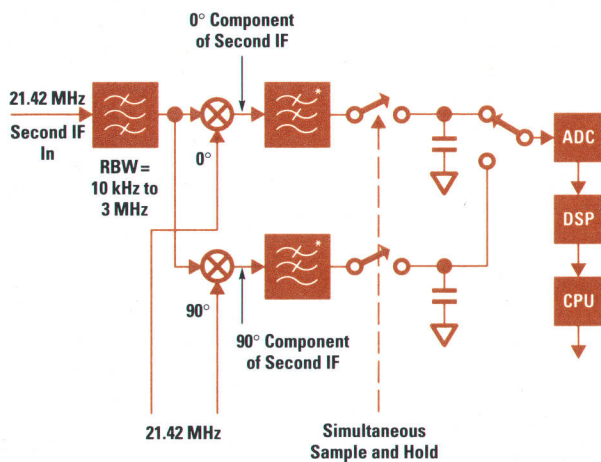 0° Component
of Second IF
21.42 MHz
Second IF
In
RBW =
10 kHz to
3 MHz
0°
*
ADC
DSP
CPU
90°
*
90° Component
of Second IF
21.42 MHz
Simultaneous
Sample and Hold